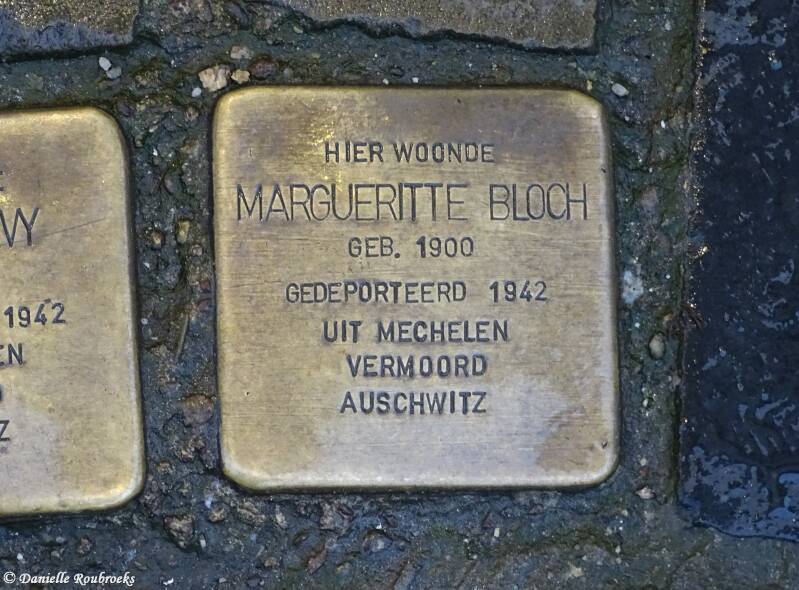 HIER WOONDE
MARGUERITTE BLOCH
GEB. 1900
GEDEPORTEERD 1942
UIT MECHELEN
VERMOORD
AUSCHWITZ
1942
© Danielle Roubroeks